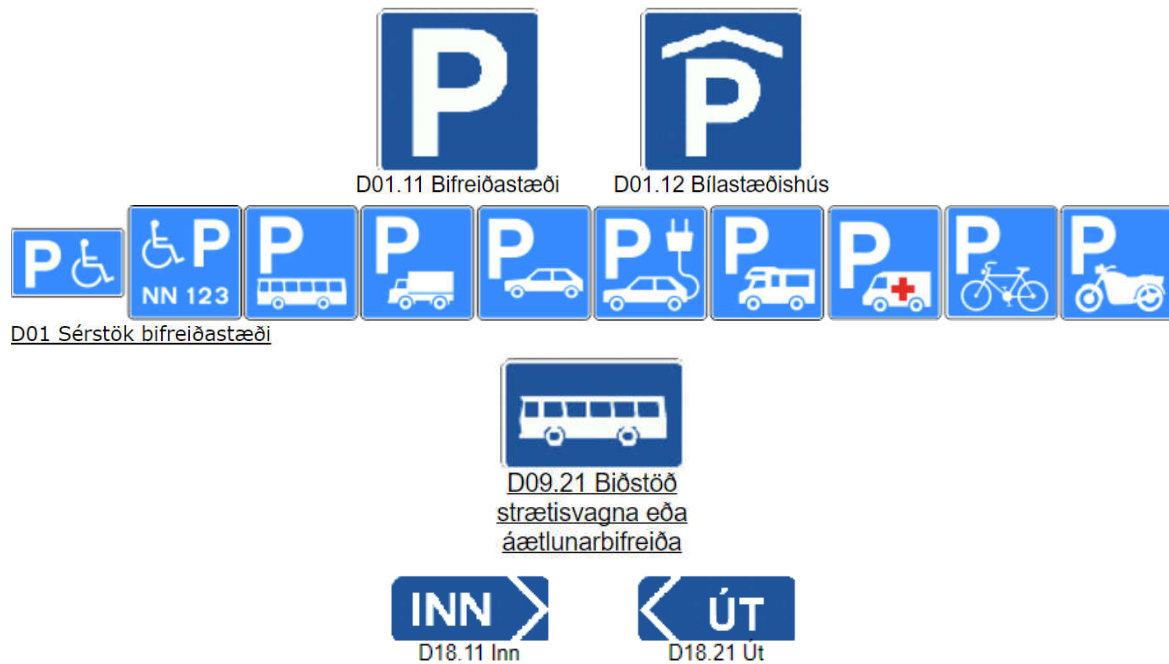 P
P
D01.11 Bifreiðastæði
D01.12 Bílastæðishús
P
P
NN 123
P
P
P
P
P
P
P
P
D01 Sérstök bifreiðastæði
D09.21 Biðstöð
strætisvagna eða
áætlunarbifreiða
INN
ÚT
D18.11 Inn
D18.21 Út